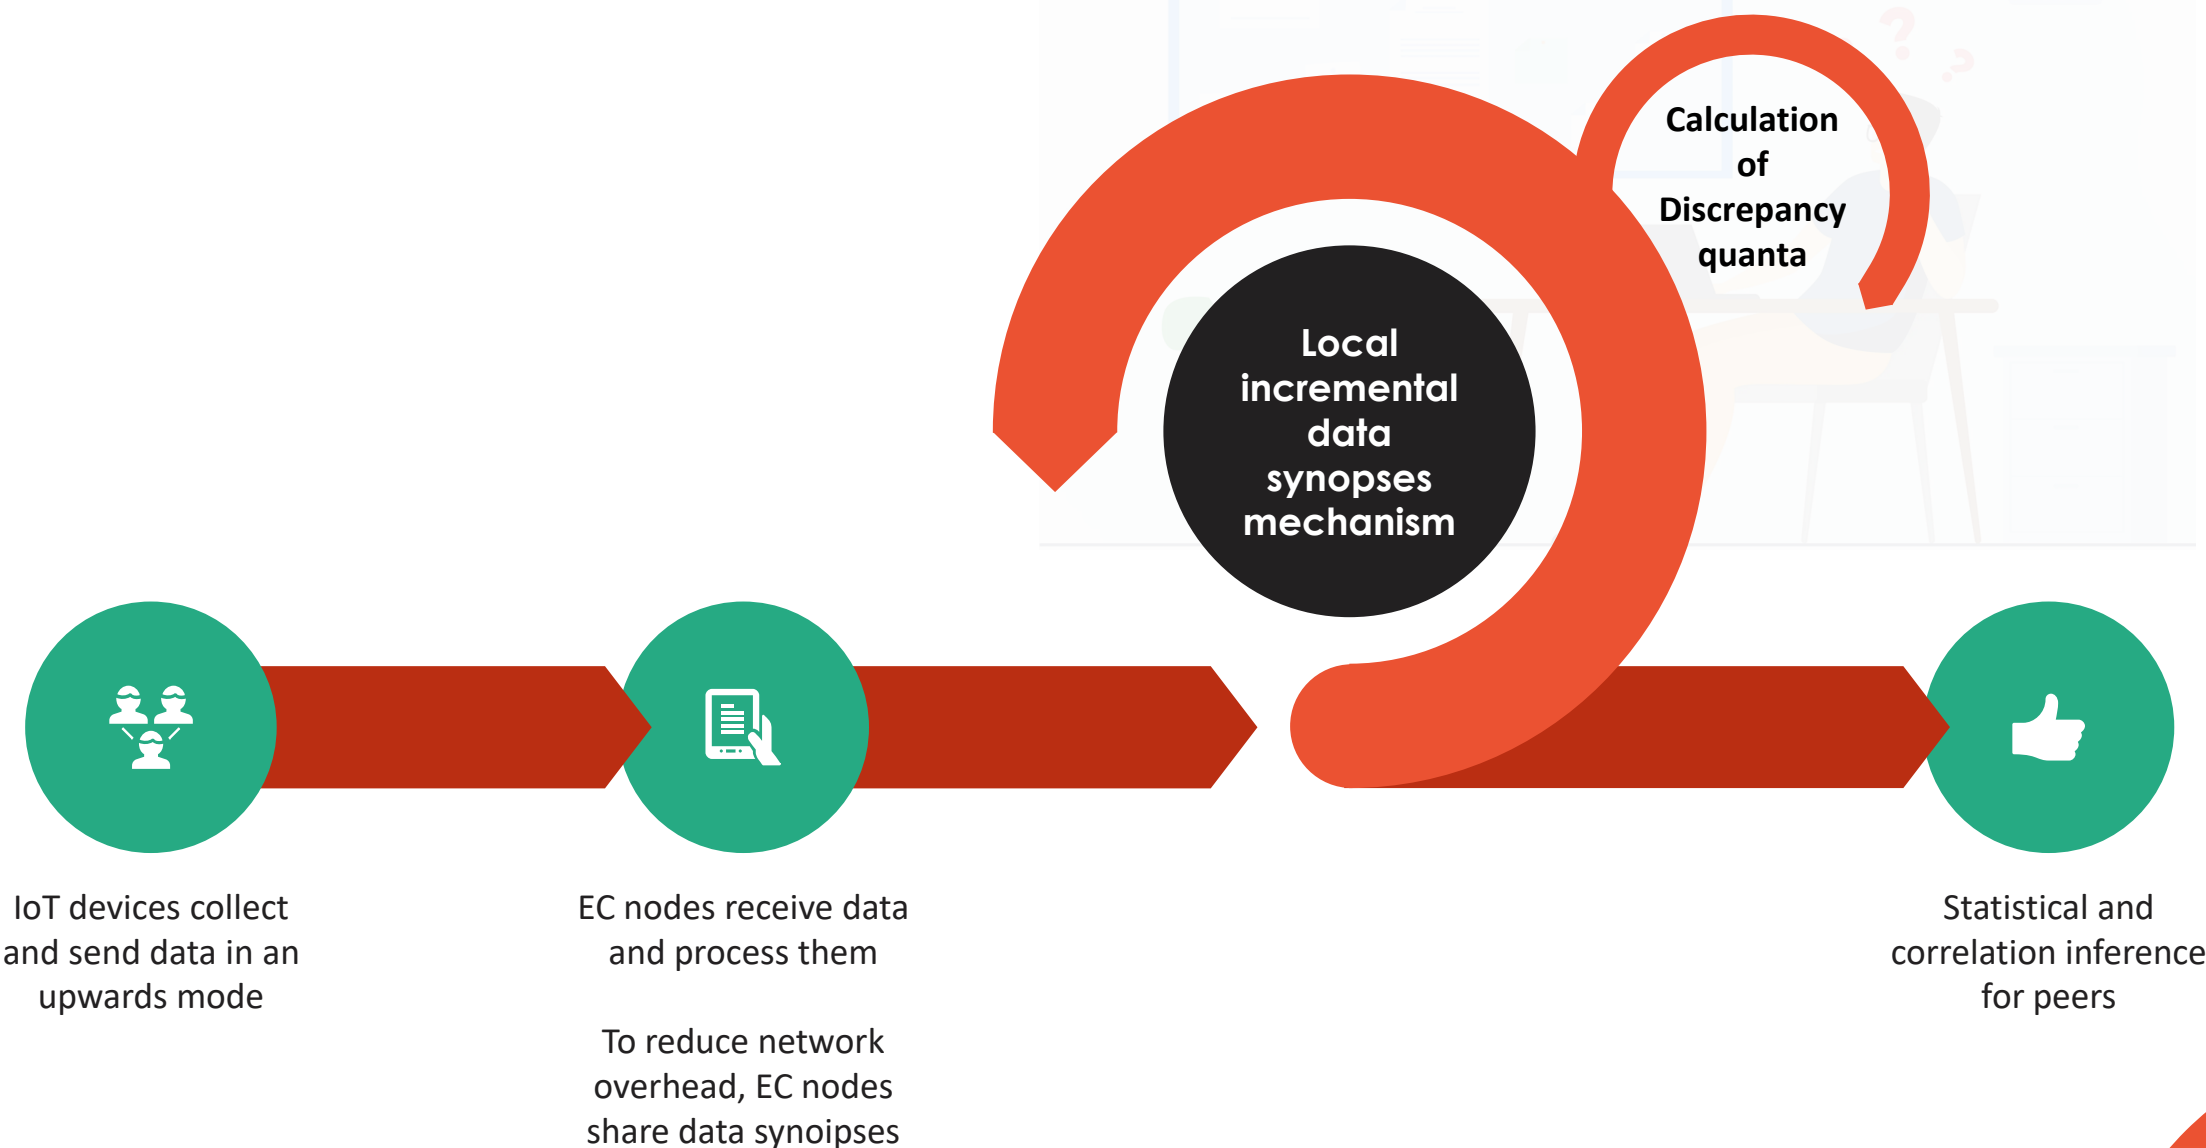 Calculation
of
Discrepancy
quanta
Local
incremental
data
synopses
mechanism
IoT devices collect
and send data in an
upwards mode
EC nodes receive data
and process them
To reduce network
overhead, EC nodes
share data synoipses
Statistical and
correlation inference
for peers